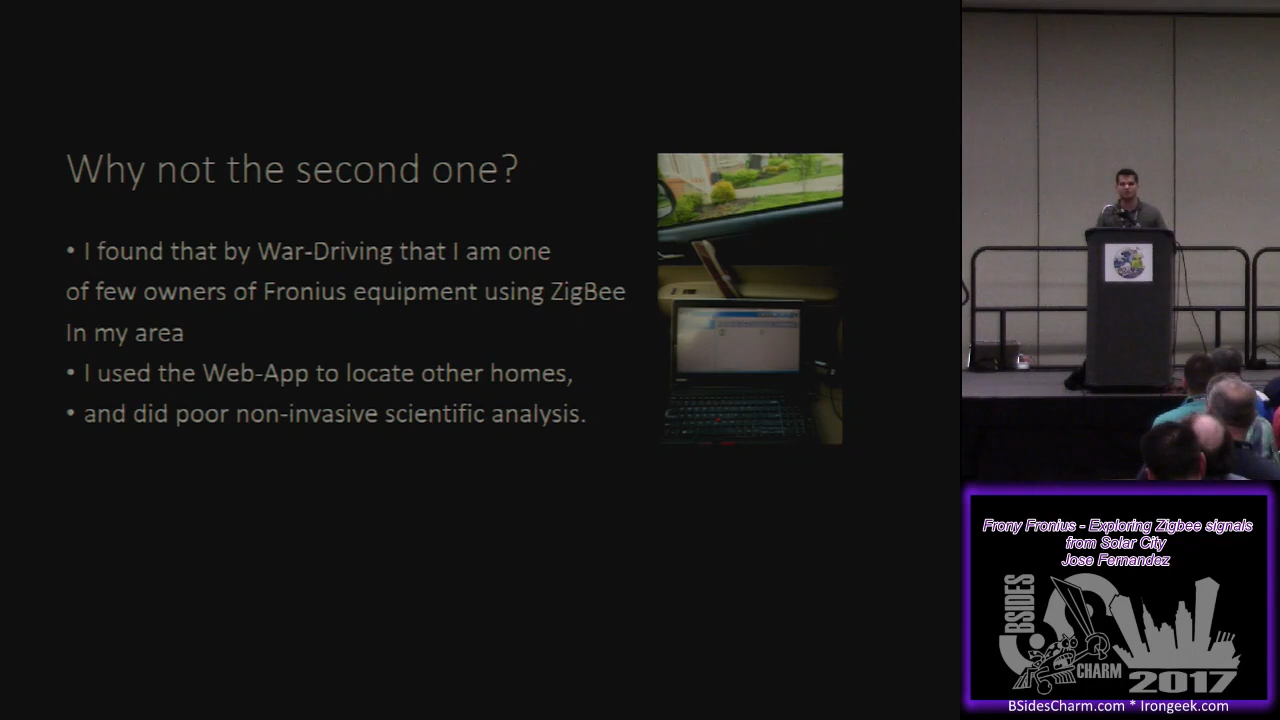 Why not the second one?
• I found that by War-Driving that I am one
of few owners of Fronius equipment using ZigBee
In my area
• I used the Web-App to locate other homes,
• and did poor non-invasive scientific analysis.
Frony Fronius - Exploring Zigbee signals
from Solar City
Jose Fernandez
BSIDES
CHARM
2017
BSidesCharm.com * Irongeek.com